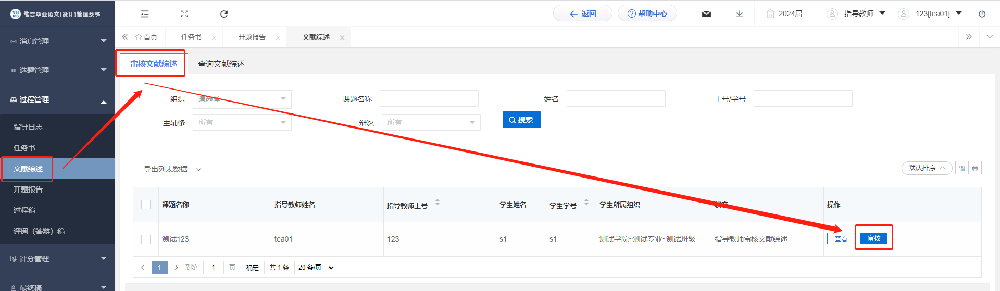 VG
MS
维普毕业论文(设计)管理系统
返回
帮助中心
2024届
指导教师
123[tea01]
消息管理
选题管理
过程管理
指导日志
任务书
文献综述
开题报告
过程稿
评阅（答辩）稿
评分管理
最终稿
首页
任务书
开题报告
文献综述
审核文献综述
查询文献综述
组织
请选择
课题名称
姓名
工号/学号
主辅修
所有
辩次
所有
搜索
导出列表数据
默认排序
课题名称 指导教师姓名 指导教师工号 学生姓名 学生学号 学生所属组织 状态 操作
测试123 tea01 123 s1 s1 测试学院~测试专业~测试班级 指导教师审核文献综述 查看 审核
1 到第 1 页 确定 共 1 条 20 条/页